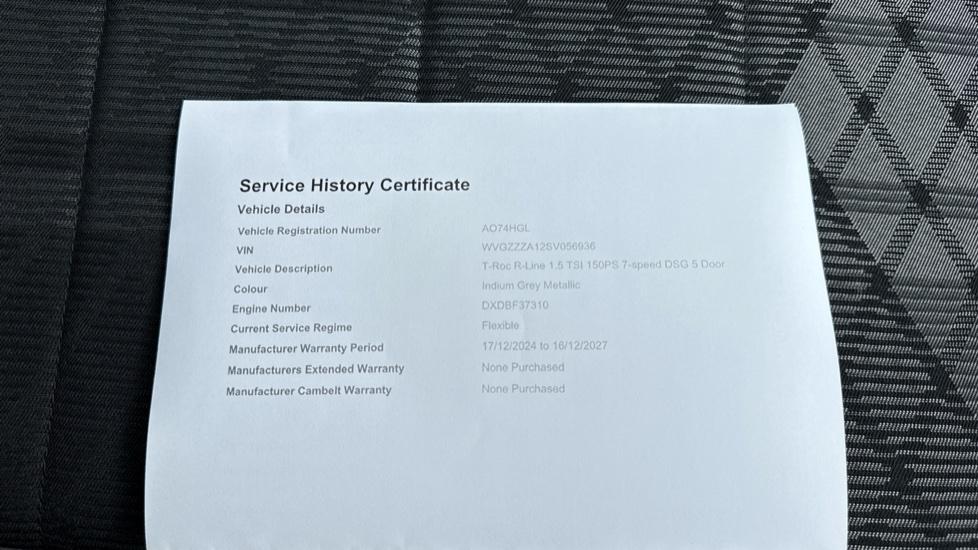 Service History Certificate
Vehicle Details
Vehicle Registration Number AO74HGL
VIN WVGZZZA12SV056936
Vehicle Description T-Roc R-Line 1.5 TSI 150PS 7-speed DSG 5 Door
Colour Indium Grey Metallic
Engine Number DXDBF37310
Current Service Regime Flexible
Manufacturer Warranty Period 17/12/2024 to 16/12/2027
Manufacturers Extended Warranty None Purchased
Manufacturer Cambelt Warranty None Purchased